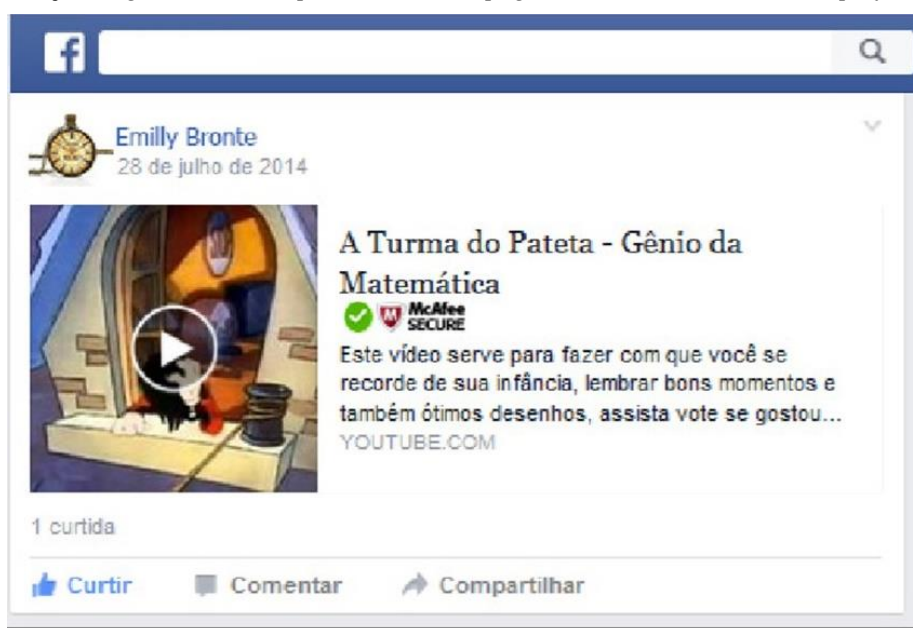 f
Emilly Bronte
28 de julho de 2014
A Turma do Pateta - Gênio da
Matemática
McAfee
SECURE
Este vídeo serve para fazer com que você se
recorde de sua infância, lembrar bons momentos e
também ótimos desenhos, assista vote se gostou...
YOUTUBE.COM
1 curtida
Curtir Comentar Compartilhar